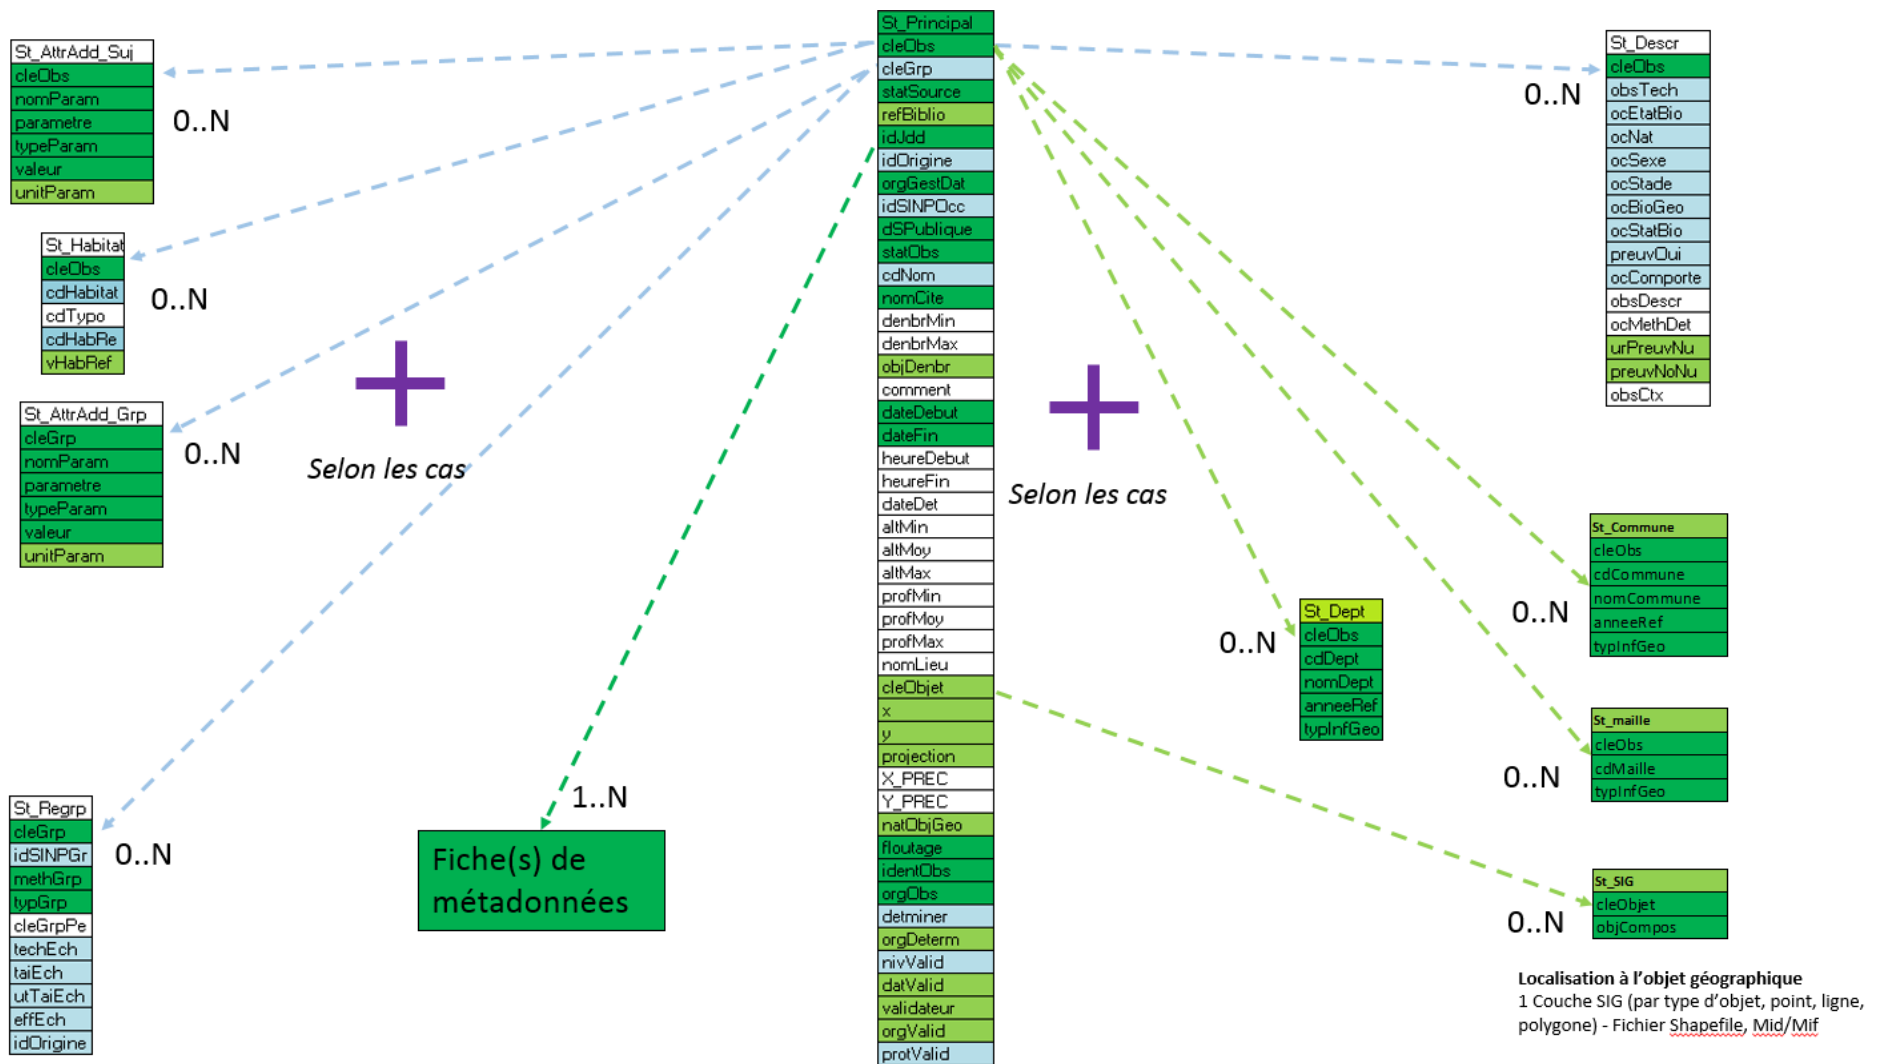 St_AttrAdd_Suj
cleObs
nomParam
parametre
typeParam
valeur
unitParam
0..N
St_Habitat
cleObs
cdHabitat
cdTypo
cdHabRe
vHabRef
0..N
St_AttrAdd_Grp
cleGrp
nomParam
parametre
typeParam
valeur
unitParam
0..N
Selon les cas
St_Regrp
cleGrp
idSINPGr
methGrp
typGrp
cleGrpPe
techEch
taiEch
utTaiEch
effEch
idOrigine
0..N
1..N
Fiche(s) de
métadonnées
St_Principal
cleObs
cleGrp
statSource
refBiblio
idJdd
idOrigine
orgGestDat
idSINPOcc
dSPublique
statObs
cdNom
nomCite
denbrMin
denbrMax
objDenbr
comment
dateDebut
dateFin
heureDebut
heureFin
dateDet
altMin
altMoy
altMax
profMin
profMoy
profMax
nomLieu
cleObjet
x
y
projection
X_PREC
Y_PREC
natObjGeo
floutage
identObs
orgObs
detminer
orgDeterm
nivValid
datValid
validateur
orgValid
protValid
Selon les cas
St_Descr
cleObs
obsTech
ocEtatBio
ocNat
ocSexe
ocStade
ocBioGeo
ocStatBio
preuvOui
ocComporte
obsDescr
ocMethDet
urPreuvNu
preuvNoNu
obsCtx
0..N
St_Dept
cleObs
cdDept
nomDept
anneeRef
typInfGeo
0..N
St_Commune
cleObs
cdCommune
nomCommune
anneeRef
typInfGeo
0..N
St_maille
cleObs
cdMaille
typInfGeo
0..N
St_SIG
cleObjet
objCompos
0..N
Localisation à l'objet géographique
1 Couche SIG (par type d'objet, point, ligne,
polygone) - Fichier Shapefile, Mid/Mif